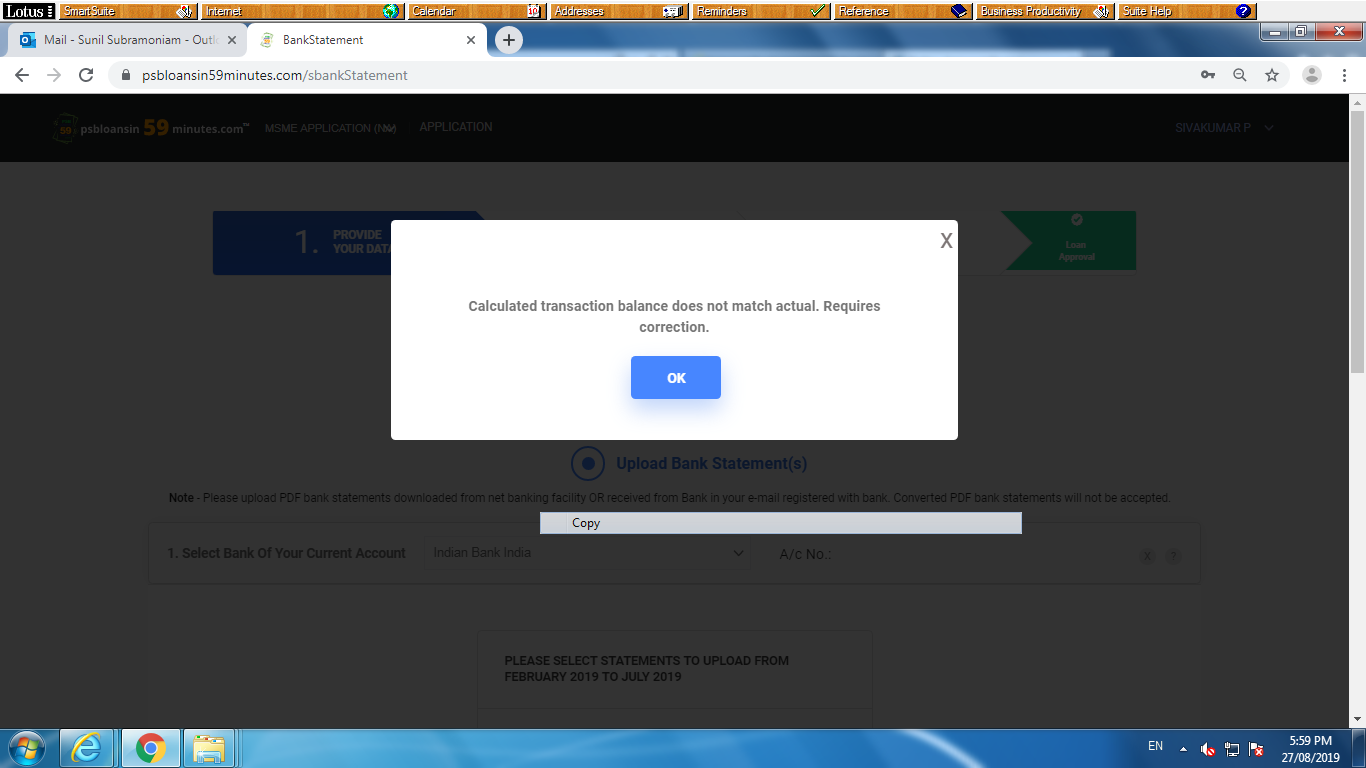 Lotus SmartSuite Internet Calendar 10 Addresses Reminders Reference Business Productivity Suite Help ?
Mail - Sunil Subramoniam - Outl
BankStatement
psbloansin59minutes.com/sbankStatement
59 psbloansin 59 minutes.com™
MSME APPLICATION
APPLICATION
SIVAKUMAR P
1. PROVIDE
YOUR DATA
Loan
Approval
X
Calculated transaction balance does not match actual. Requires
correction.
OK
Upload Bank Statement(s)
Note - Please upload PDF bank statements downloaded from net banking facility OR received from Bank in your e-mail registered with bank. Converted PDF bank statements will not be accepted.
Copy
1. Select Bank Of Your Current Account
Indian Bank India
A/c No.:
X ?
PLEASE SELECT STATEMENTS TO UPLOAD FROM
FEBRUARY 2019 TO JULY 2019
EN
5:59 PM
27/08/2019